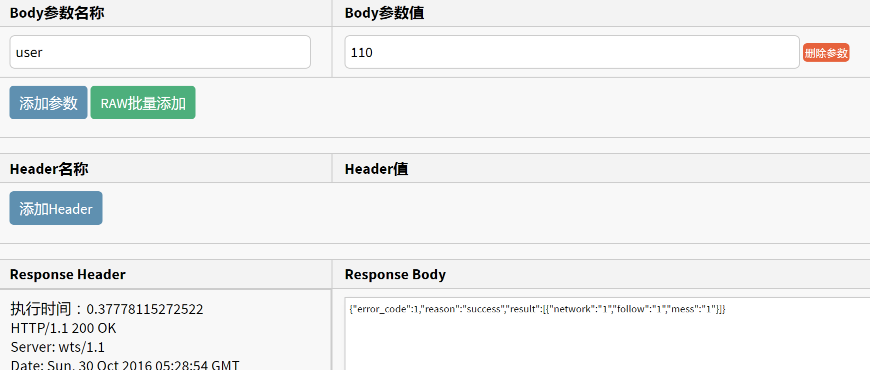 Body参数名称 Body参数值
user 110 删除参数
添加参数 RAW批量添加
Header名称 Header值
添加Header
Response Header Response Body
执行时间：0.37778115272522
HTTP/1.1 200 OK
Server: wts/1.1
Date: Sun, 30 Oct 2016 05:28:54 GMT
{"error_code":1,"reason":"success","result":[{"network":"1","follow":"1","mess":"1"}]}